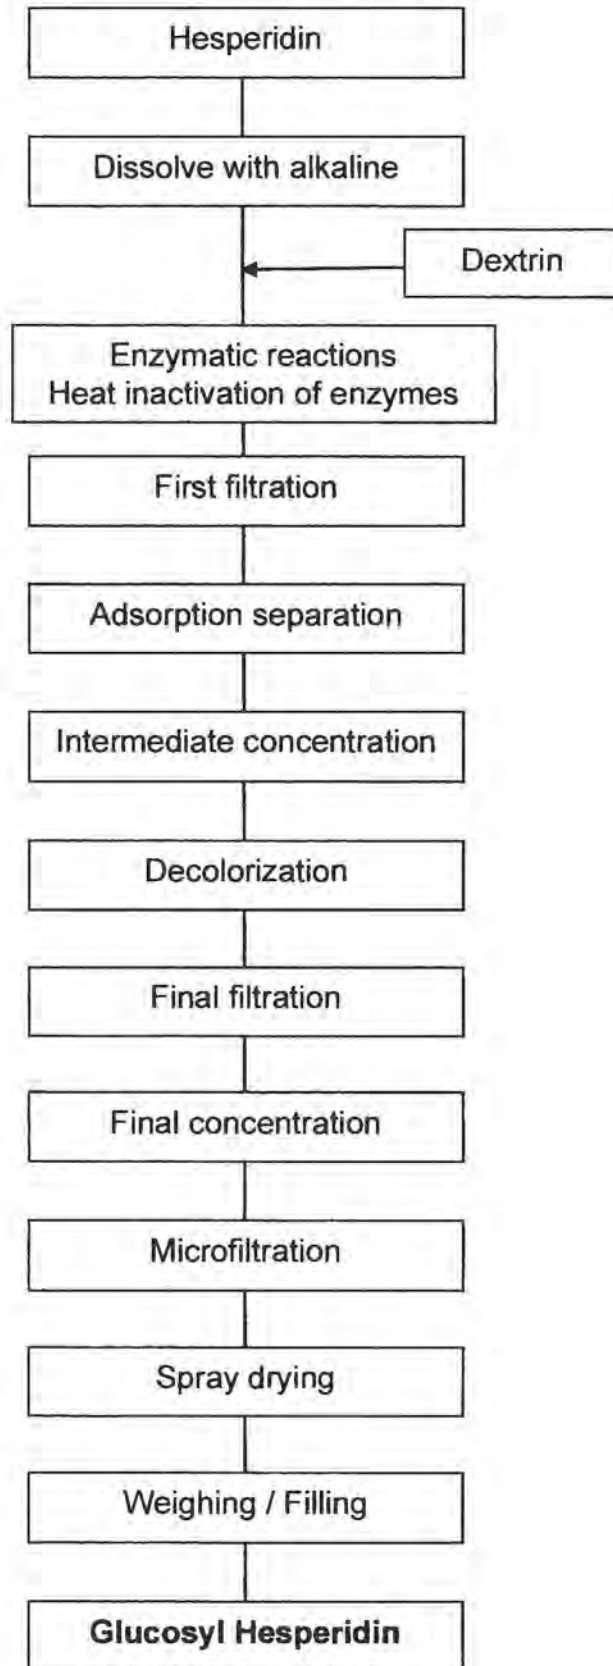 Hesperidin
Dissolve with alkaline
Dextrin
Enzymatic reactions
Heat inactivation of enzymes
First filtration
Adsorption separation
Intermediate concentration
Decolorization
Final filtration
Final concentration
Microfiltration
Spray drying
Weighing / Filling
Glucosyl Hesperidin